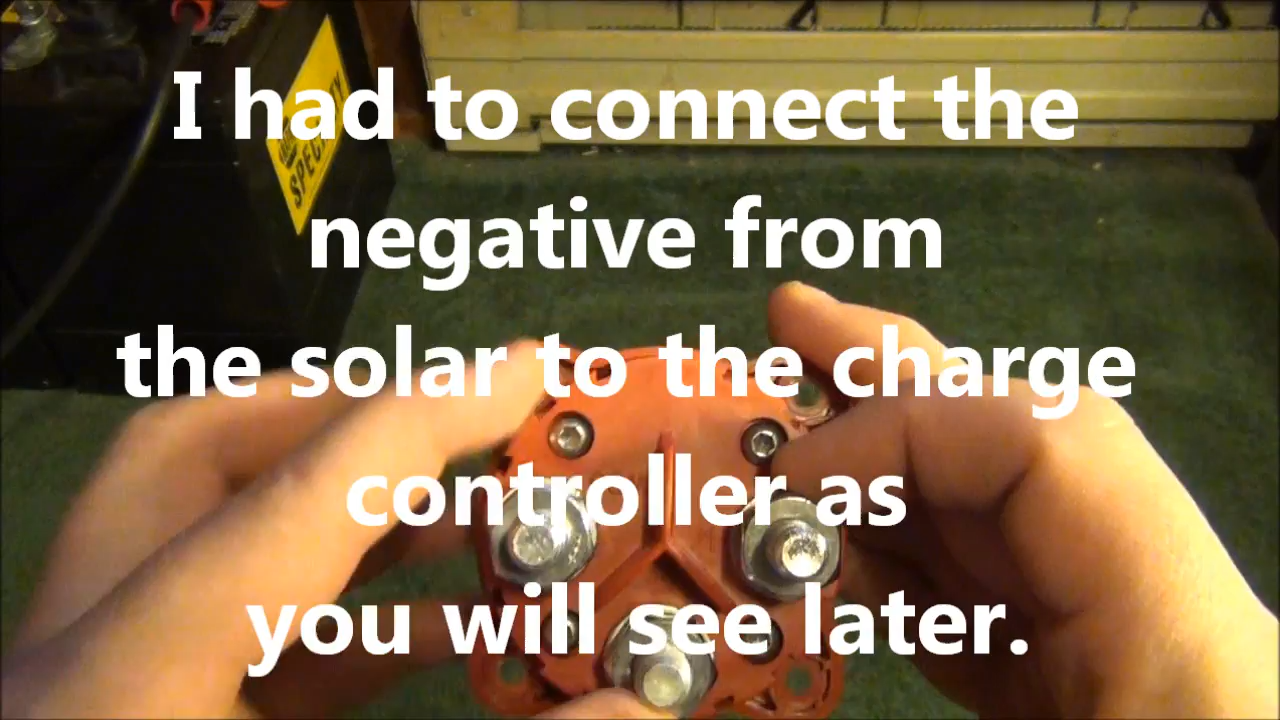 I had to connect the
negative from
the solar to the charge
controller as
you will see later.